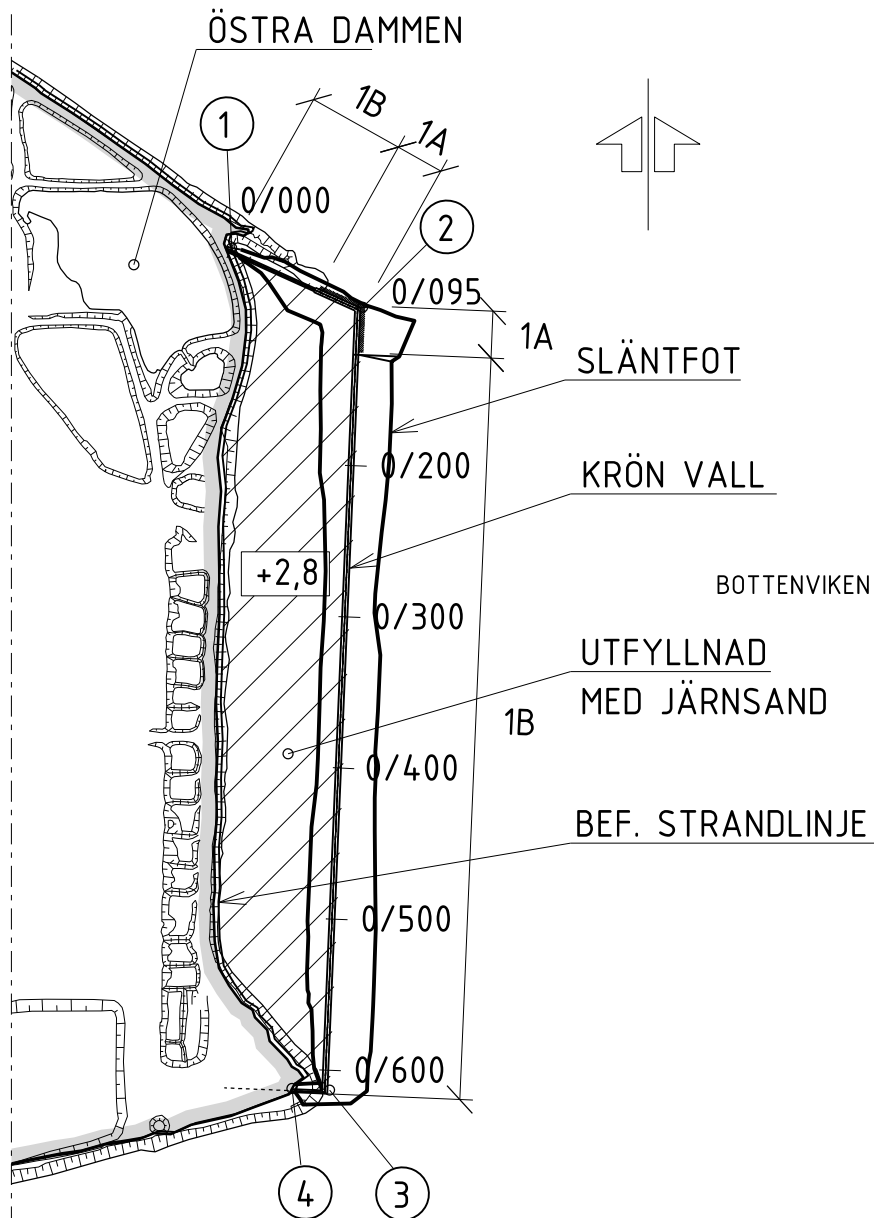 ÖSTRA DAMMEN
1B
1A
1
0/000
2
0/095
1A
SLÄNTFOT
0/200
KRÖN VALL
+2,8
BOTTENVIKEN
0/300
UTFYLLNAD
MED JÄRNSAND
1B
0/400
BEF. STRANDLINJE
0/500
0/600
4
3